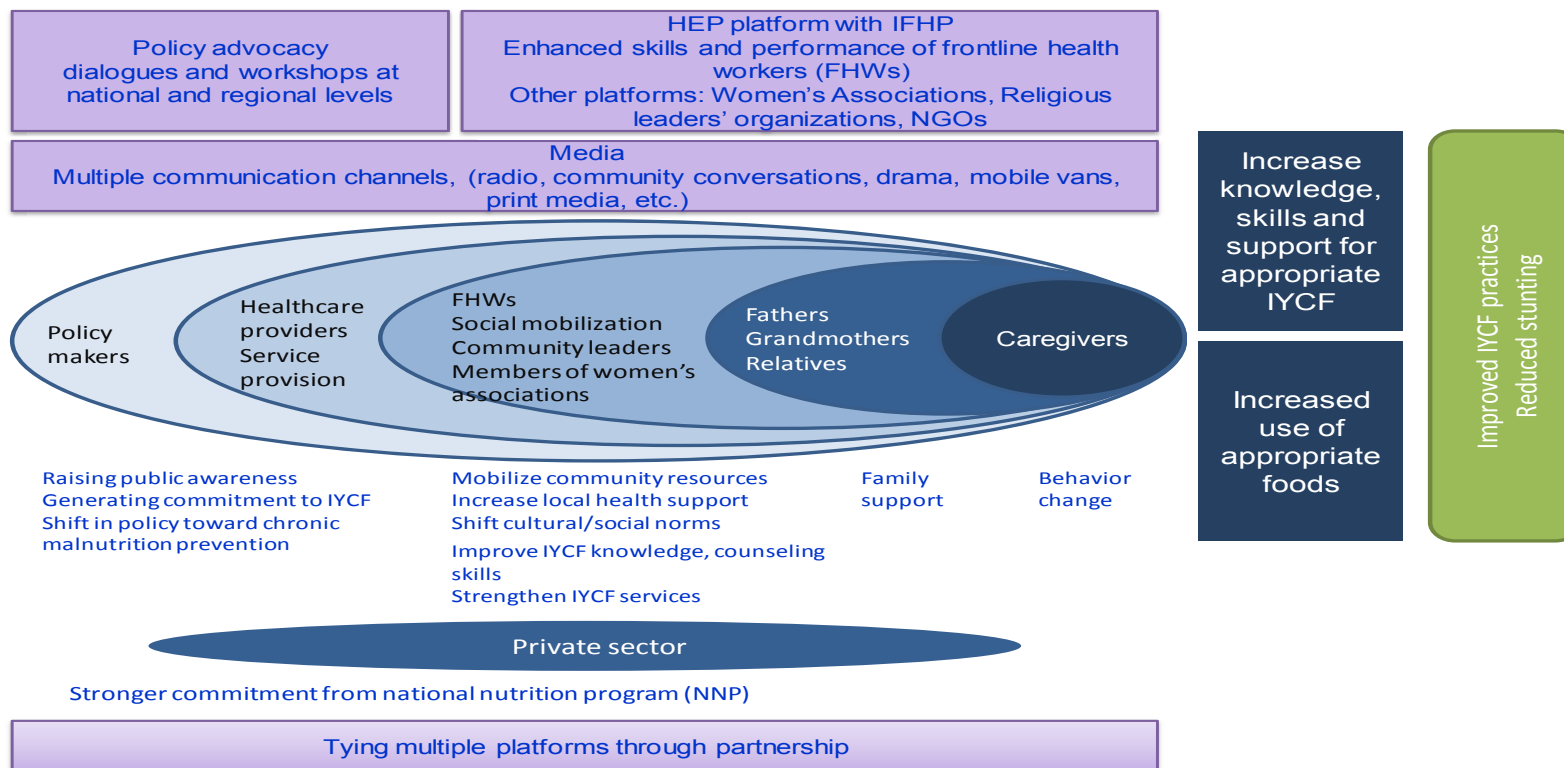 Policy advocacy
dialogues and workshops at
national and regional levels
HEP platform with IFHP
Enhanced skills and performance of frontline health
workers (FHWs)
Other platforms: Women's Associations, Religious
leaders' organizations, NGOs
Media
Multiple communication channels, (radio, community conversations, drama, mobile vans,
print media, etc.)
Policy
makers
Healthcare
providers
Service
provision
FHWs
Social mobilization
Community leaders
Members of women's
associations
Fathers
Grandmothers
Relatives
Caregivers
Raising public awareness
Generating commitment to IYCF
Shift in policy toward chronic
malnutrition prevention
Mobilize community resources
Increase local health support
Shift cultural/social norms
Improve IYCF knowledge, counseling
skills
Strengthen IYCF services
Family
support
Behavior
change
Private sector
Stronger commitment from national nutrition program (NNP)
Tying multiple platforms through partnership
Increase
knowledge,
skills and
support for
appropriate
IYCF
Increased
use of
appropriate
foods
Improved IYCF practices
Reduced stunting